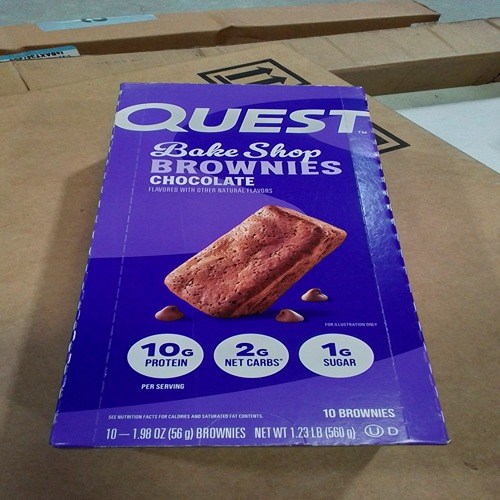 QUEST™
Bake Shop
BROWNIES
CHOCOLATE
FLAVORED WITH OTHER NATURAL FLAVORS
FOR ILLUSTRATION ONLY
10G PROTEIN
2G NET CARBS*
1G SUGAR
PER SERVING
SEE NUTRITION FACTS FOR CALORIES AND SATURATED FAT CONTENTS.
10 BROWNIES
10 — 1.98 OZ (56 g) BROWNIES NET WT 1.23 LB (560 g) U D